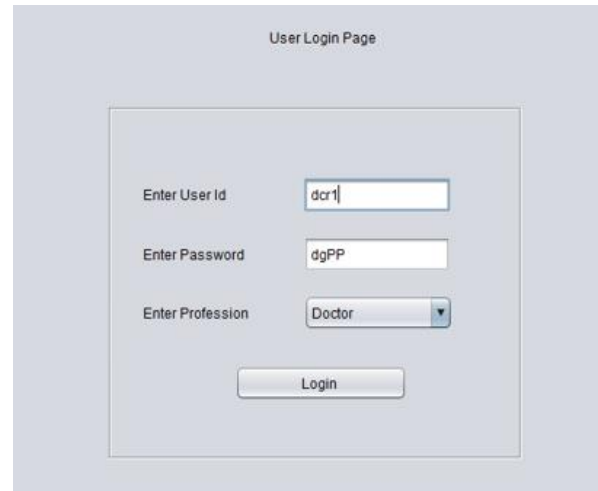 User Login Page
Enter User Id dcr1
Enter Password dgPP
Enter Profession Doctor
Login